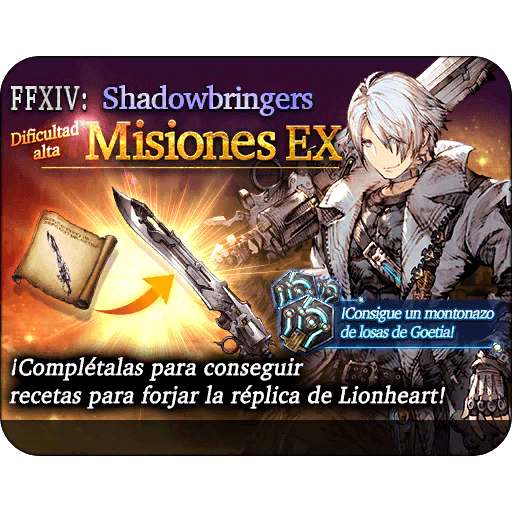 FFXIV: Shadowbringers
Dificultad
alta
Misiones EX
¡Consigue un montonazo
de losas de Goetia!
¡Complétalas para conseguir
recetas para forjar la réplica de Lionheart!